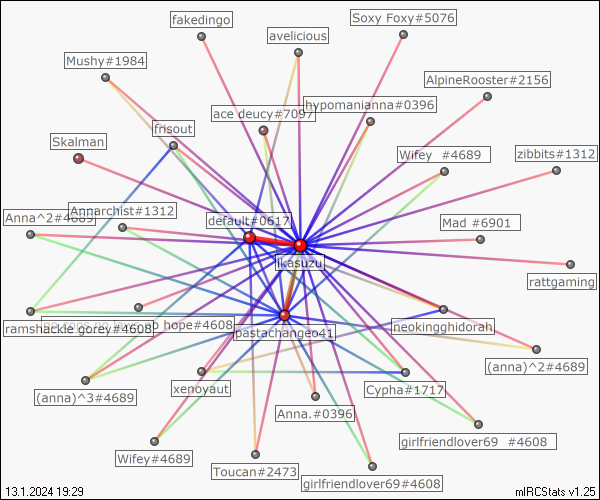 fakedingo
Soxy Foxy#5076
avelicious
Mushy#1984
AlpineRooster#2156
hypomanianna#0396
ace deucy#7097
frisout
Skalman
Wifey_ #4689
zibbits#1312
Anna^2#4689
Annarchist#1312
default#0617
Mad #6901
ikasuzu
rattgaming
ramshackle gorey#4608
hope#4608
pastachangeo41
neokingghidorah
(anna)^2#4689
(anna)^3#4689
xenoyaut
Cypha#1717
Anna.#0396
girlfriendlover69_#4608
Wifey#4689
Toucan#2473
girlfriendlover69#4608
13.1.2024 19:29
mIRCStats v1.25